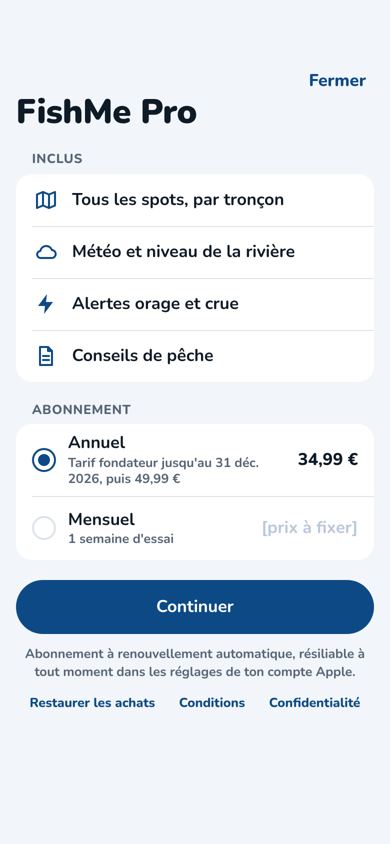 Fermer
FishMe Pro
INCLUS
Tous les spots, par tronçon
Météo et niveau de la rivière
Alertes orage et crue
Conseils de pêche
ABONNEMENT
Annuel
Tarif fondateur jusqu'au 31 déc.
2026, puis 49,99 €
34,99 €
Mensuel
1 semaine d'essai
[prix à fixer]
Continuer
Abonnement à renouvellement automatique, résiliable à
tout moment dans les réglages de ton compte Apple.
Restaurer les achats Conditions Confidentialité